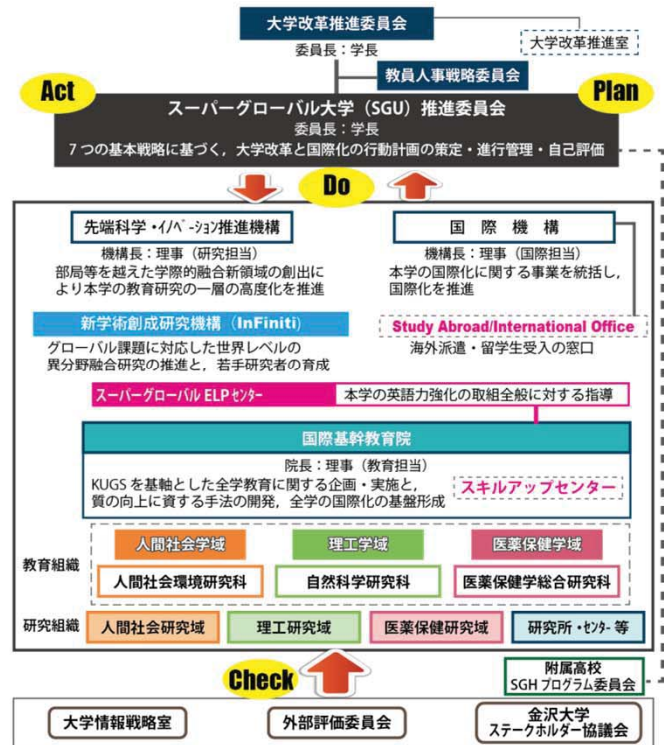 大学改革推進委員会
委員長：学長
大学改革推進室
教員人事戦略委員会
Act
Plan
スーパーグローバル大学（SGU）推進委員会
委員長：学長
7つの基本戦略に基づく，大学改革と国際化の行動計画の策定・進行管理・自己評価
Do
先端科学・ｲﾉﾍﾞｰｼｮﾝ推進機構
機構長：理事（研究担当）
部局等を越えた学際的融合新領域の創出に
より本学の教育研究の一層の高度化を推進
国 際 機 構
機構長：理事（国際担当）
本学の国際化に関する事業を統括し，
国際化を推進
新学術創成研究機構（InFiniti）
グローバル課題に対応した世界レベルの
異分野融合研究の推進と，若手研究者の育成
Study Abroad/International Office
海外派遣・留学生受入の窓口
スーパーグローバル ELP センター
本学の英語力強化の取組全般に対する指導
国際基幹教育院
院長：理事（教育担当）
KUGS を基軸とした全学教育に関する企画・実施と，
質の向上に資する手法の開発，全学の国際化の基盤形成
スキルアップセンター
教育組織
人間社会学域
理工学域
医薬保健学域
人間社会環境研究科
自然科学研究科
医薬保健学総合研究科
研究組織
人間社会研究域
理工研究域
医薬保健研究域
研究所・ｾﾝﾀｰ 等
Check
附属高校
SGH プログラム委員会
大学情報戦略室
外部評価委員会
金沢大学
ステークホルダー協議会